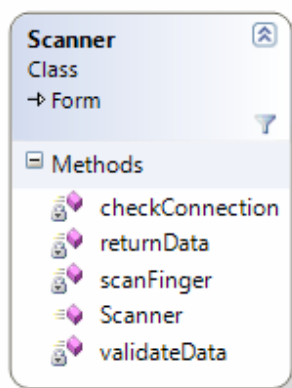 Scanner
Class
Form
Methods
checkConnection
returnData
scanFinger
Scanner
validateData